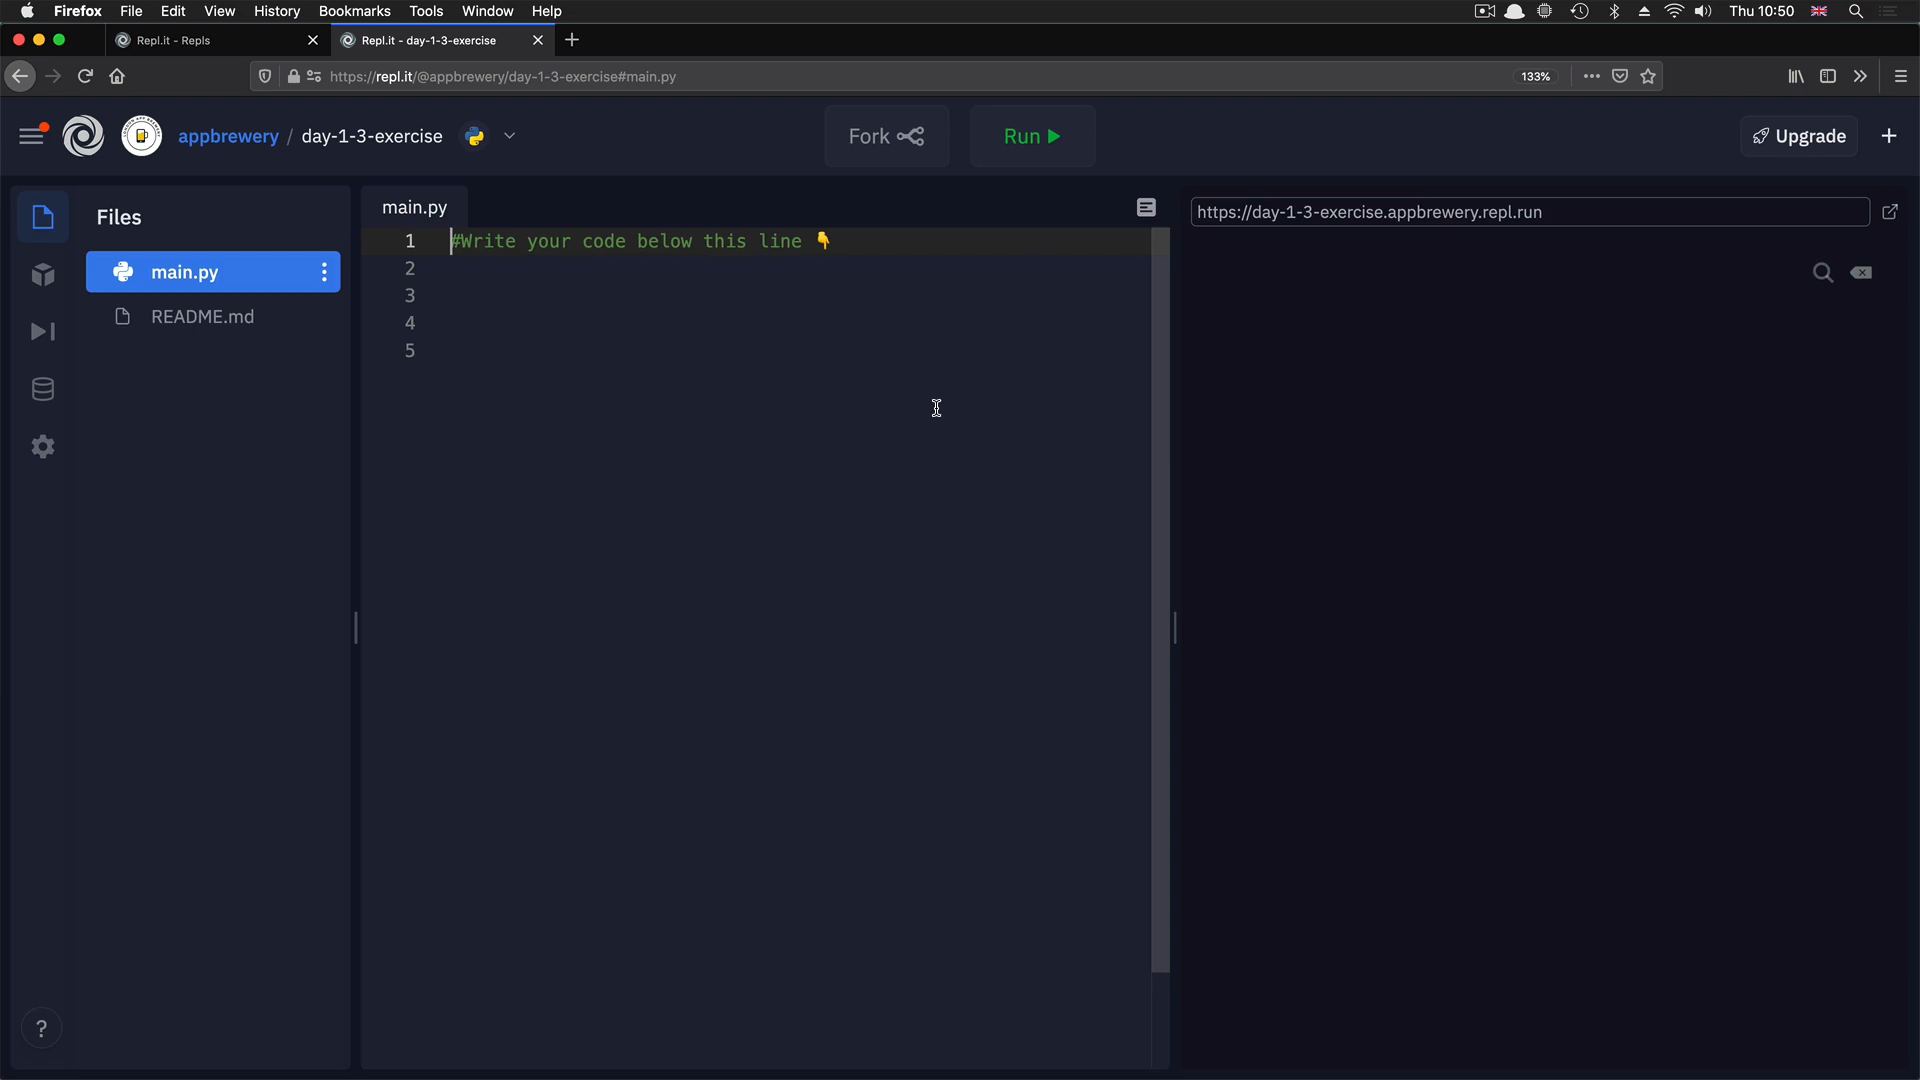 Firefox File Edit View History Bookmarks Tools Window Help Thu 10:50
Repl.it - Repls Repl.it - day-1-3-exercise
https://repl.it/@appbrewery/day-1-3-exercise#main.py 133%
appbrewery / day-1-3-exercise Fork Run Upgrade
Files
main.py
README.md
main.py
1 #Write your code below this line 👇
2
3
4
5
https://day-1-3-exercise.appbrewery.repl.run
?